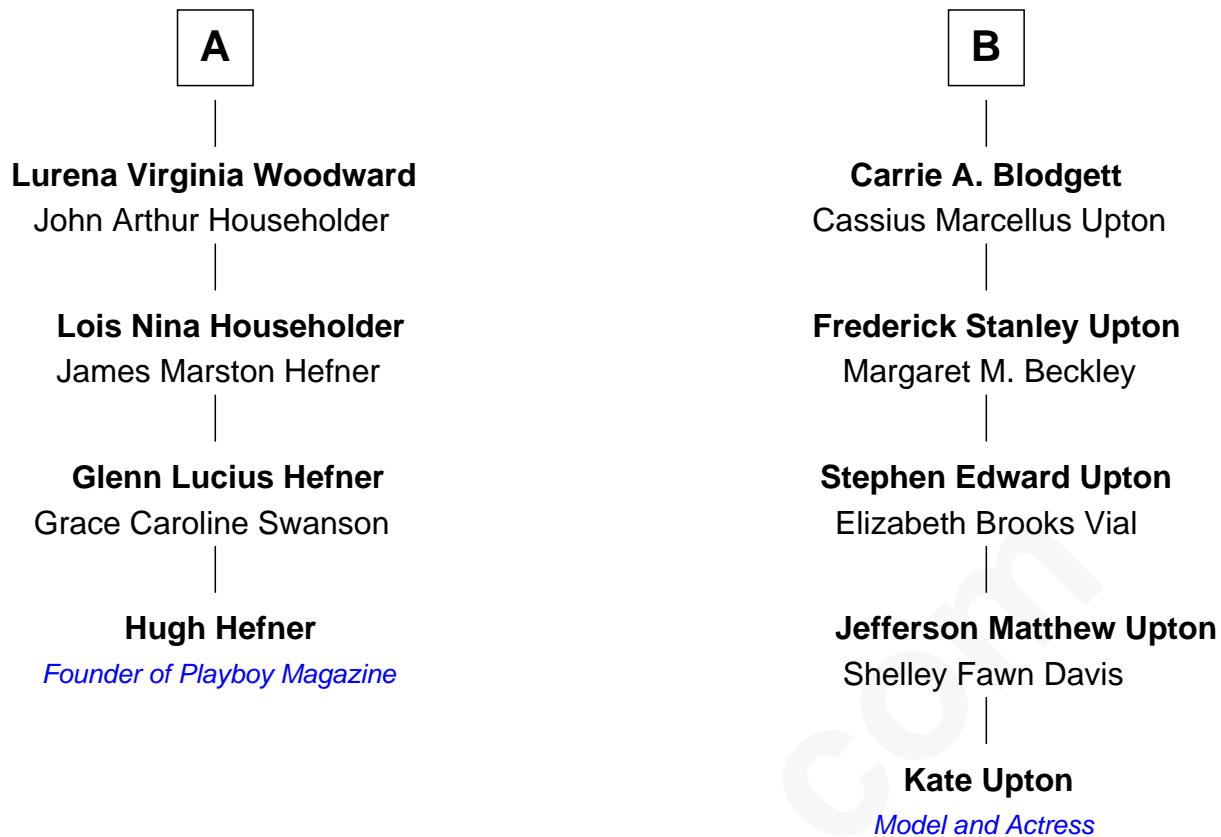 A
Lurena Virginia Woodward
John Arthur Householder
Lois Nina Householder
James Marston Hefner
Glenn Lucius Hefner
Grace Caroline Swanson
Hugh Hefner
Founder of Playboy Magazine
B
Carrie A. Blodgett
Cassius Marcellus Upton
Frederick Stanley Upton
Margaret M. Beckley
Stephen Edward Upton
Elizabeth Brooks Vial
Jefferson Matthew Upton
Shelley Fawn Davis
Kate Upton
Model and Actress
com